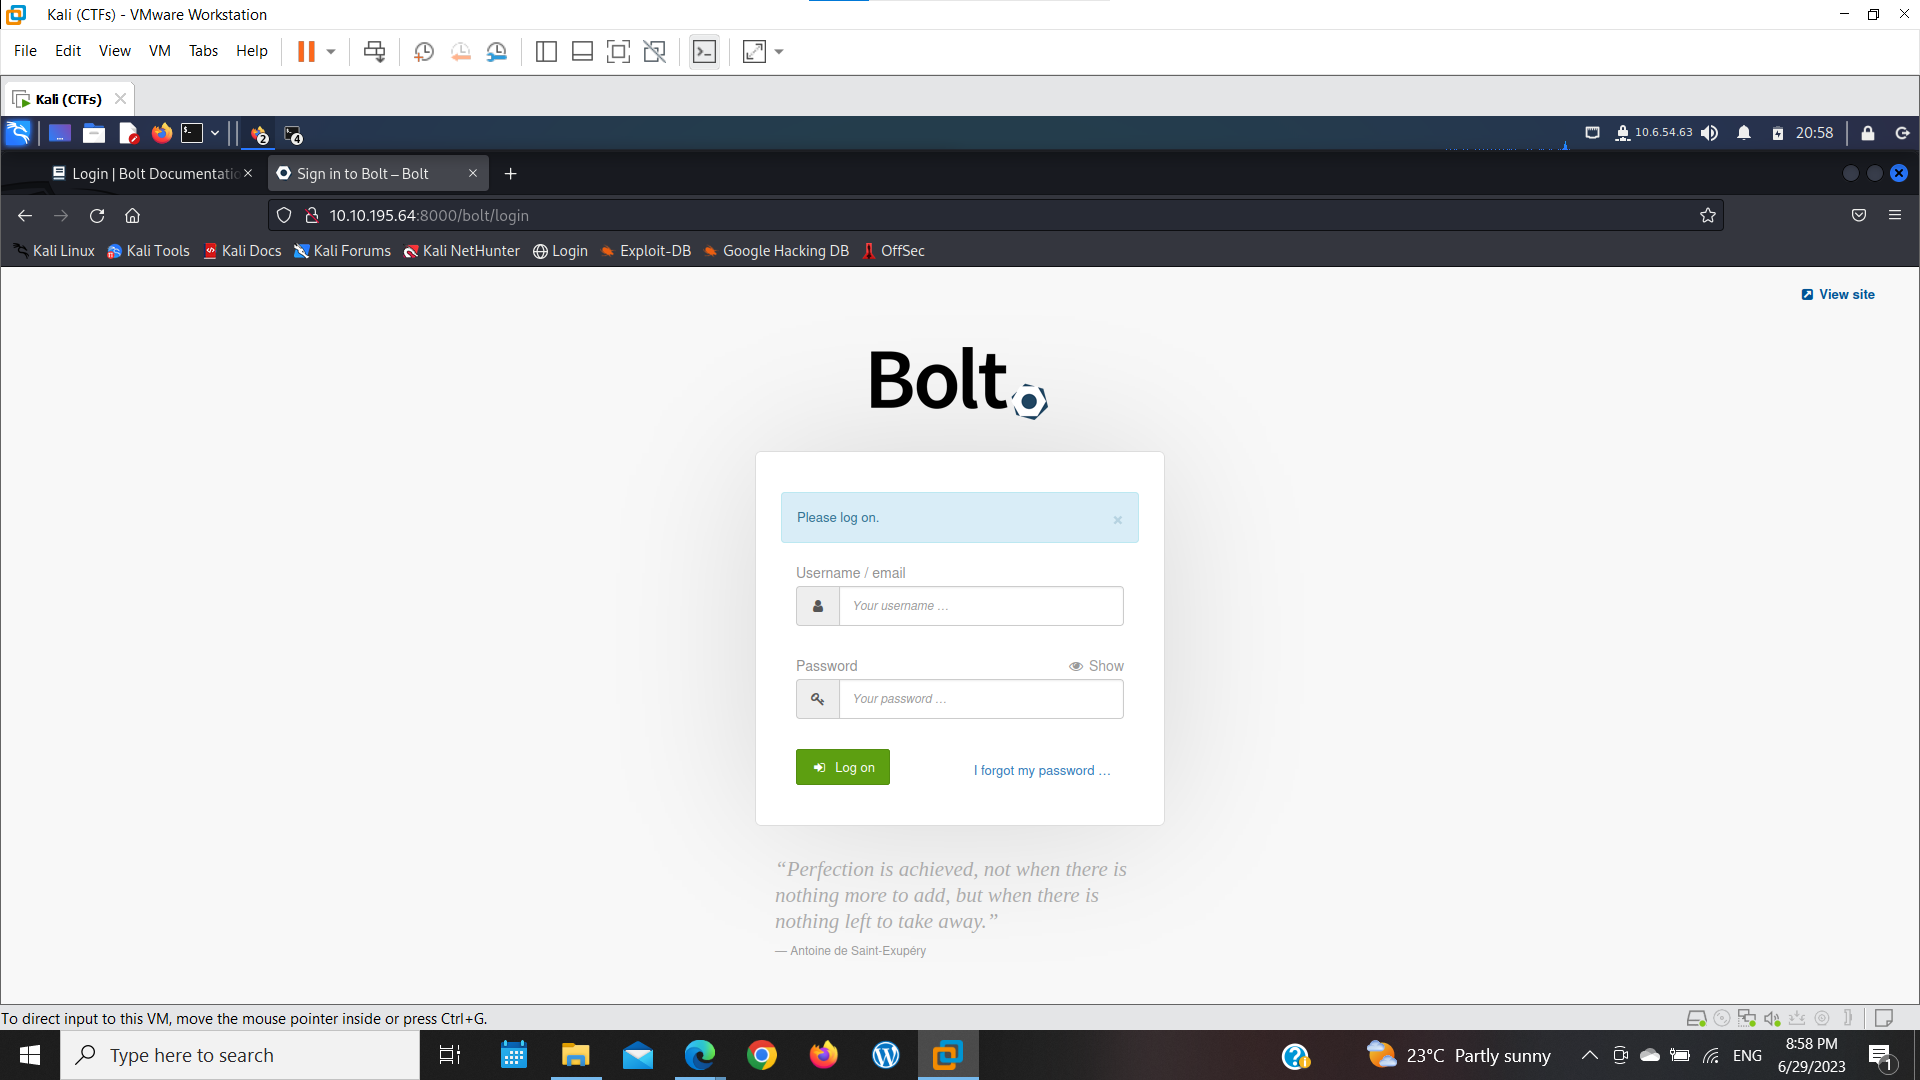 Kali (CTFs) - VMware Workstation
File Edit View VM Tabs Help
Kali (CTFs)
2 4 10.6.54.63 20:58
Login | Bolt Documentatio Sign in to Bolt – Bolt
10.10.195.64:8000/bolt/login
Kali Linux Kali Tools Kali Docs Kali Forums Kali NetHunter Login Exploit-DB Google Hacking DB OffSec
View site
Bolt
Please log on.
Username / email
Your username …
Password Show
Your password …
Log on I forgot my password …
“Perfection is achieved, not when there is
nothing more to add, but when there is
nothing left to take away.”
— Antoine de Saint-Exupéry
To direct input to this VM, move the mouse pointer inside or press Ctrl+G.
Type here to search 23°C Partly sunny ENG 8:58 PM
6/29/2023 1